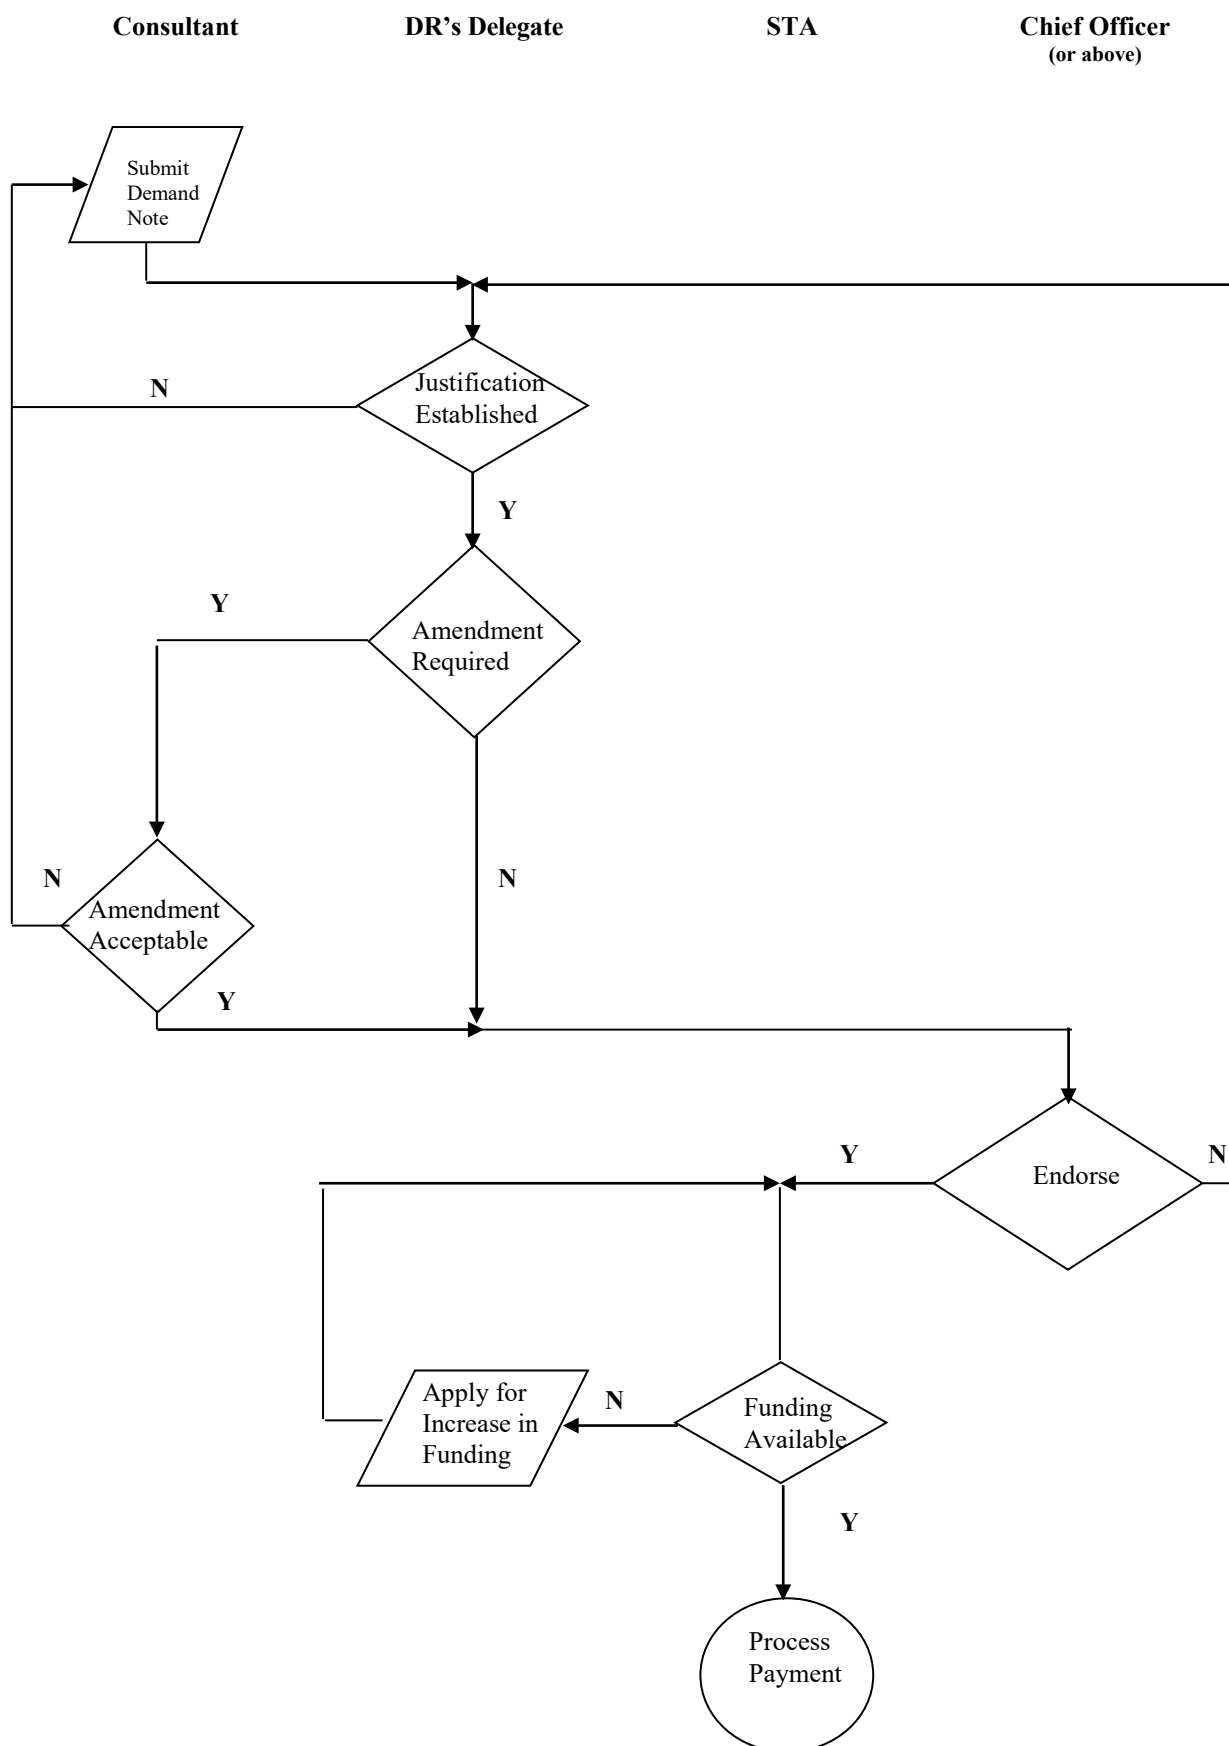 Consultant
DR's Delegate
STA
Chief Officer
(or above)
Submit
Demand
Note
N
Justification
Established
Y
Y
Amendment
Required
N
Amendment
Acceptable
N
Y
Y
Endorse
N
Apply for
Increase in
Funding
N
Funding
Available
Y
Process
Payment